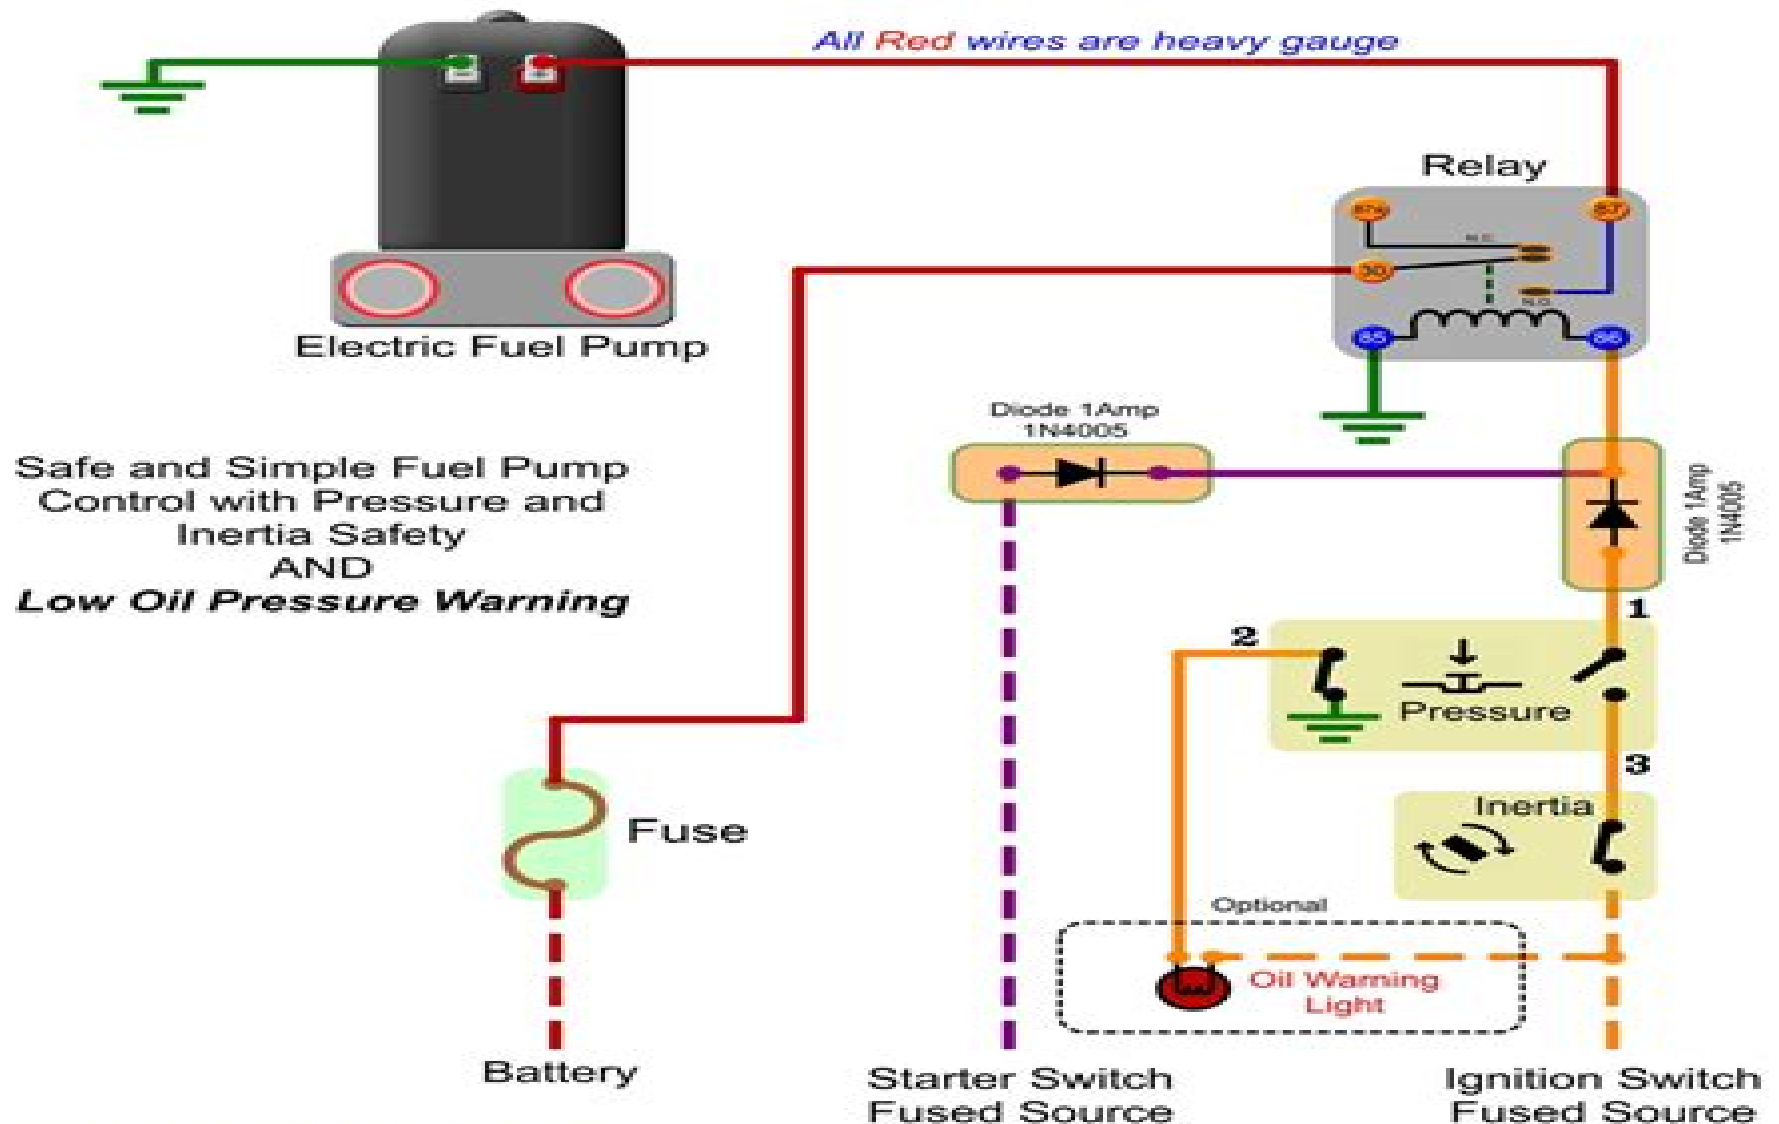 All Red wires are heavy gauge
Relay
87a
87
N.C.
30
N.O.
85
86
Electric Fuel Pump
Diode 1Amp
1N4005
Diode 1Amp
1N4005
Safe and Simple Fuel Pump
Control with Pressure and
Inertia Safety
AND
Low Oil Pressure Warning
1
2
Pressure
3
Inertia
Fuse
Optional
Oil Warning
Light
Battery
Starter Switch
Fused Source
Ignition Switch
Fused Source